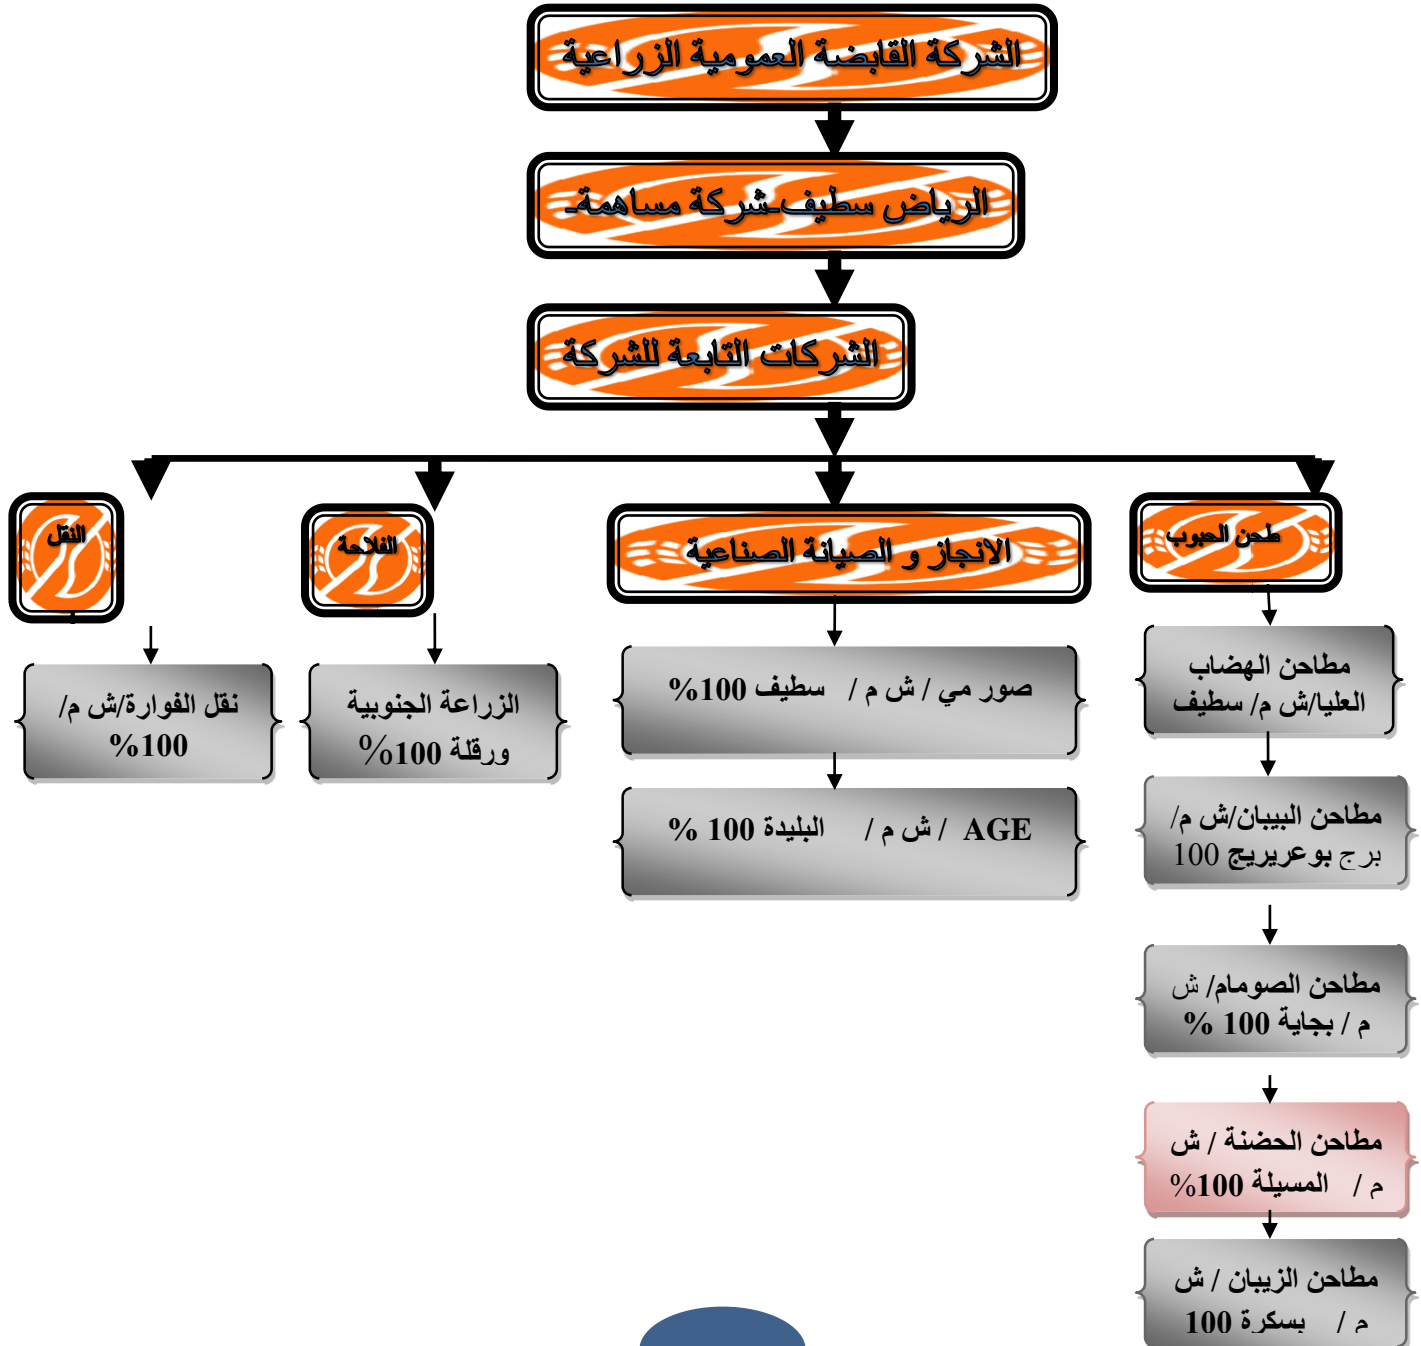 الشركة القابضة العمومية الزراعية
الرياض سطيف-شركة مساهمة-
الشركات التابعة للشركة
طحن الحبوب
الانجاز و الصيانة الصناعية
الفلاحة
النقل
مطاحن الهضاب
العليا/ش م/ سطيف
مطاحن البيبان/ش م/
برج بوعريريج 100
مطاحن الصومام/ ش
م / بجاية 100 %
مطاحن الحضنة / ش
م / المسيلة 100%
مطاحن الزيبان / ش
م / بسكرة 100
صور مي / ش م / سطيف 100%
AGE / ش م / البليدة 100 %
الزراعة الجنوبية
ورقلة 100%
نقل الفوارة/ش م/
100%